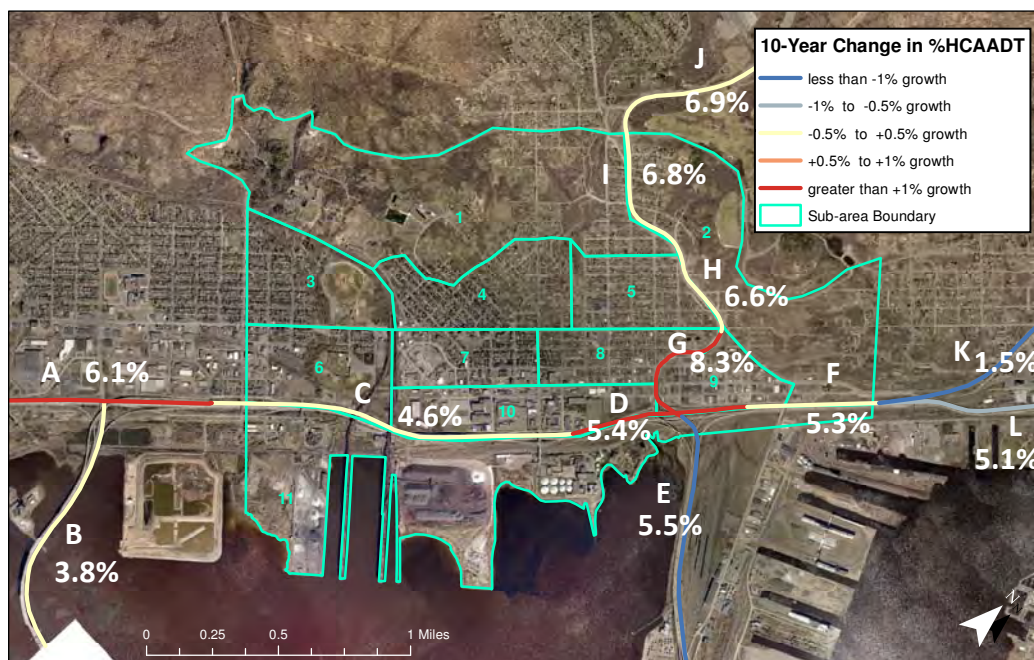 10-Year Change in %HCAADT
less than -1% growth
-1% to -0.5% growth
-0.5% to +0.5% growth
+0.5% to +1% growth
greater than +1% growth
Sub-area Boundary
J
6.9%
I
6.8%
1
2
H
6.6%
3
4
5
G
8.3%
K
1.5%
A
6.1%
6
7
8
9
F
C
4.6%
10
D
5.4%
5.3%
L
5.1%
E
5.5%
11
B
3.8%
0
0.25
0.5
1 Miles
N